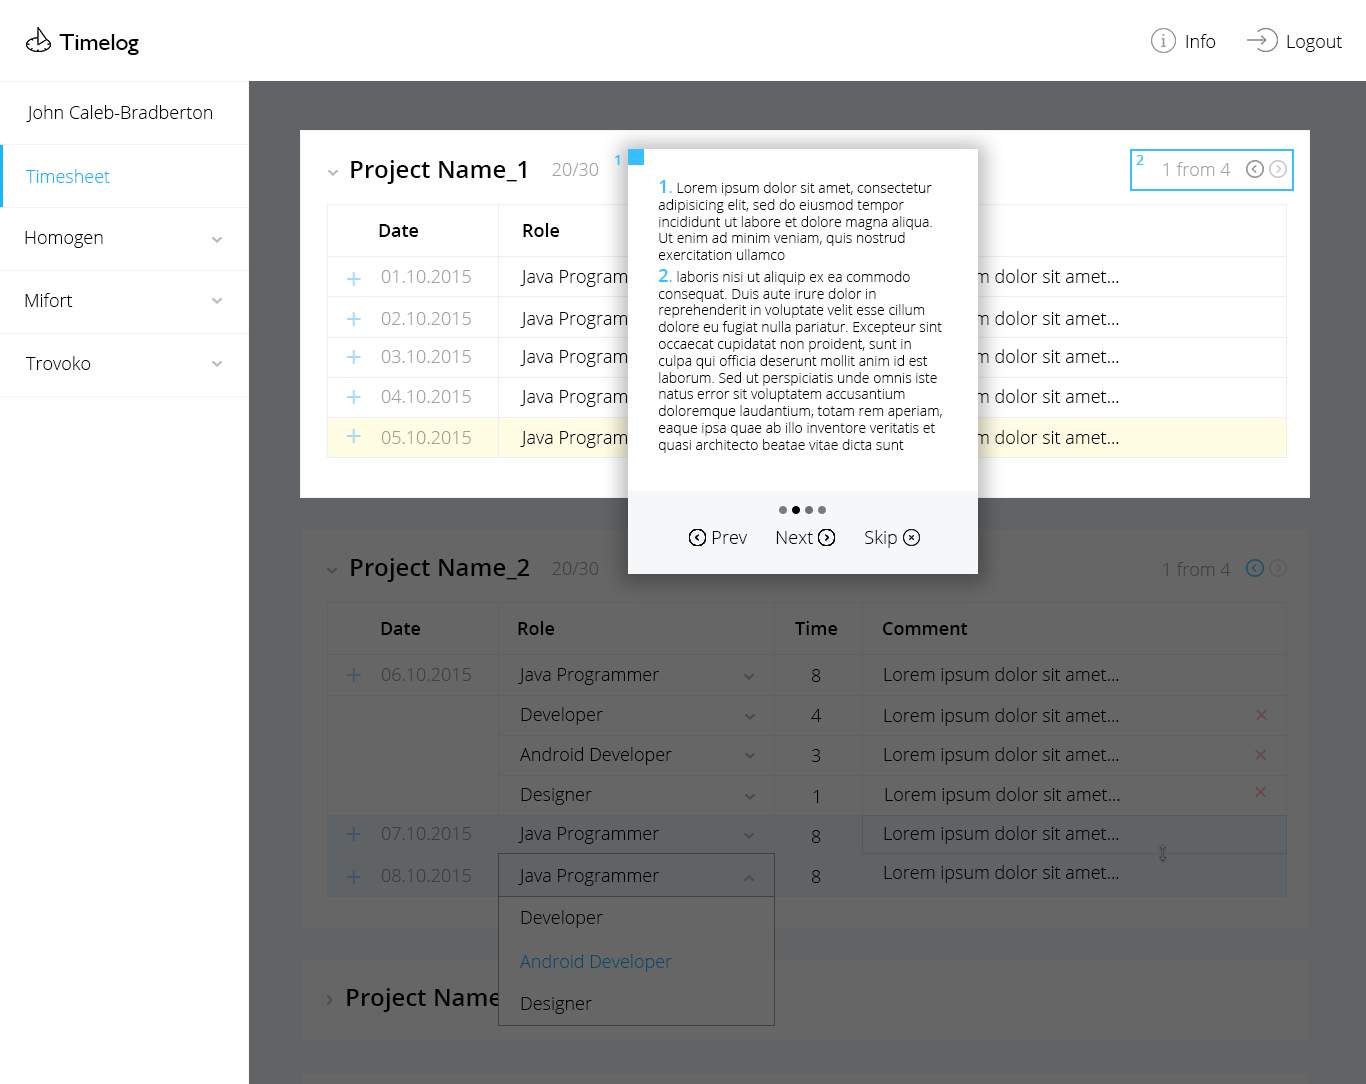 Timelog
Info
Logout
John Caleb-Bradberton
Timesheet
Homogen
Mifort
Trovoko
Project Name_1
20/30
1
2
1 from 4
Date
Role
01.10.2015
Java Program
m dolor sit amet...
02.10.2015
Java Program
m dolor sit amet...
03.10.2015
Java Program
m dolor sit amet...
04.10.2015
Java Program
m dolor sit amet...
05.10.2015
Java Program
m dolor sit amet...
1. Lorem ipsum dolor sit amet, consectetur
adipisicing elit, sed do eiusmod tempor
incididunt ut labore et dolore magna aliqua.
Ut enim ad minim veniam, quis nostrud
exercitation ullamco
2. laboris nisi ut aliquip ex ea commodo
consequat. Duis aute irure dolor in
reprehenderit in voluptate velit esse cillum
dolore eu fugiat nulla pariatur. Excepteur sint
occaecat cupidatat non proident, sunt in
culpa qui officia deserunt mollit anim id est
laborum. Sed ut perspiciatis unde omnis iste
natus error sit voluptatem accusantium
doloremque laudantium, totam rem aperiam,
eaque ipsa quae ab illo inventore veritatis et
quasi architecto beatae vitae dicta sunt
Prev
Next
Skip
Project Name_2
20/30
1 from 4
Date
Role
Time
Comment
06.10.2015
Java Programmer
8
Lorem ipsum dolor sit amet...
Developer
4
Lorem ipsum dolor sit amet...
Android Developer
3
Lorem ipsum dolor sit amet...
Designer
1
Lorem ipsum dolor sit amet...
07.10.2015
Java Programmer
8
Lorem ipsum dolor sit amet...
08.10.2015
Java Programmer
8
Lorem ipsum dolor sit amet...
Developer
Android Developer
Designer
Project Name